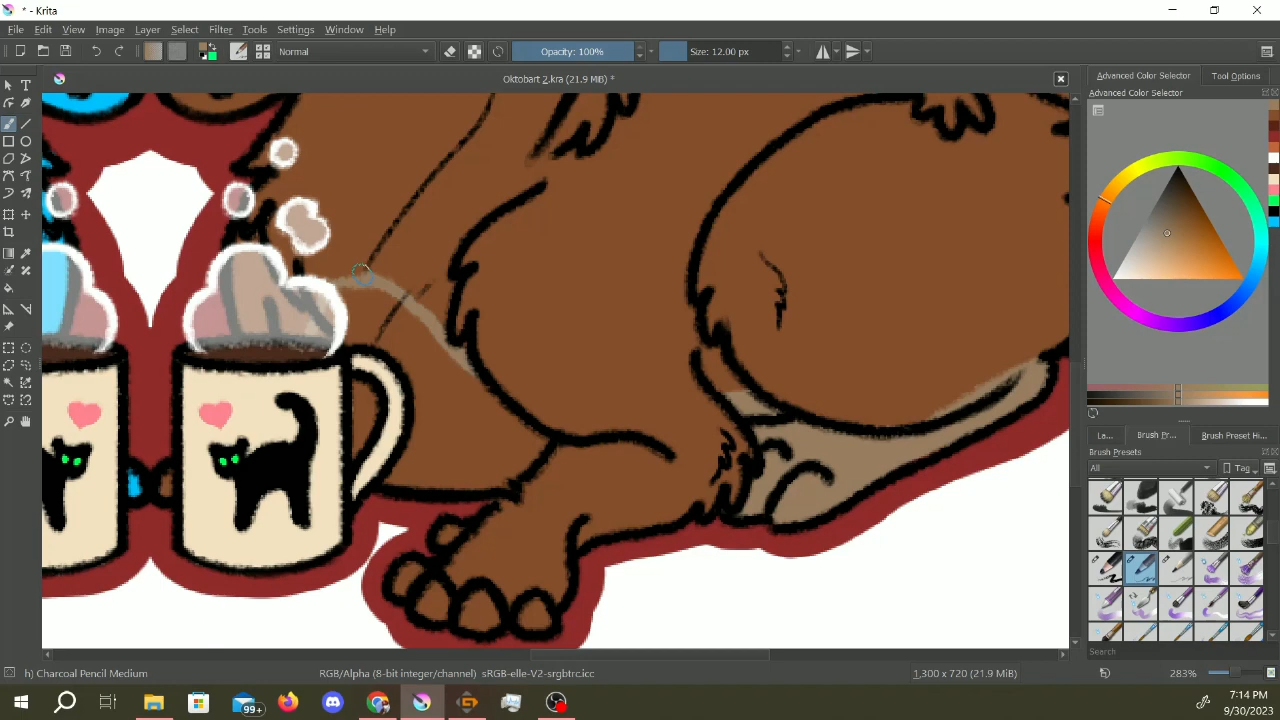 * - Krita
File Edit View Image Layer Select Filter Tools Settings Window Help
Normal Opacity: 100% Size: 12.00 px
Oktobart 2.kra (21.9 MiB) *
Advanced Color Selector Tool Options
Advanced Color Selector
La... Brush Pr... Brush Preset Hi...
Brush Presets
All Tag
Search
h) Charcoal Pencil Medium RGB/Alpha (8-bit integer/channel) sRGB-elle-V2-srgbtrc.icc 1,300 x 720 (21.9 MiB) 283%
99+
7:14 PM
9/30/2023